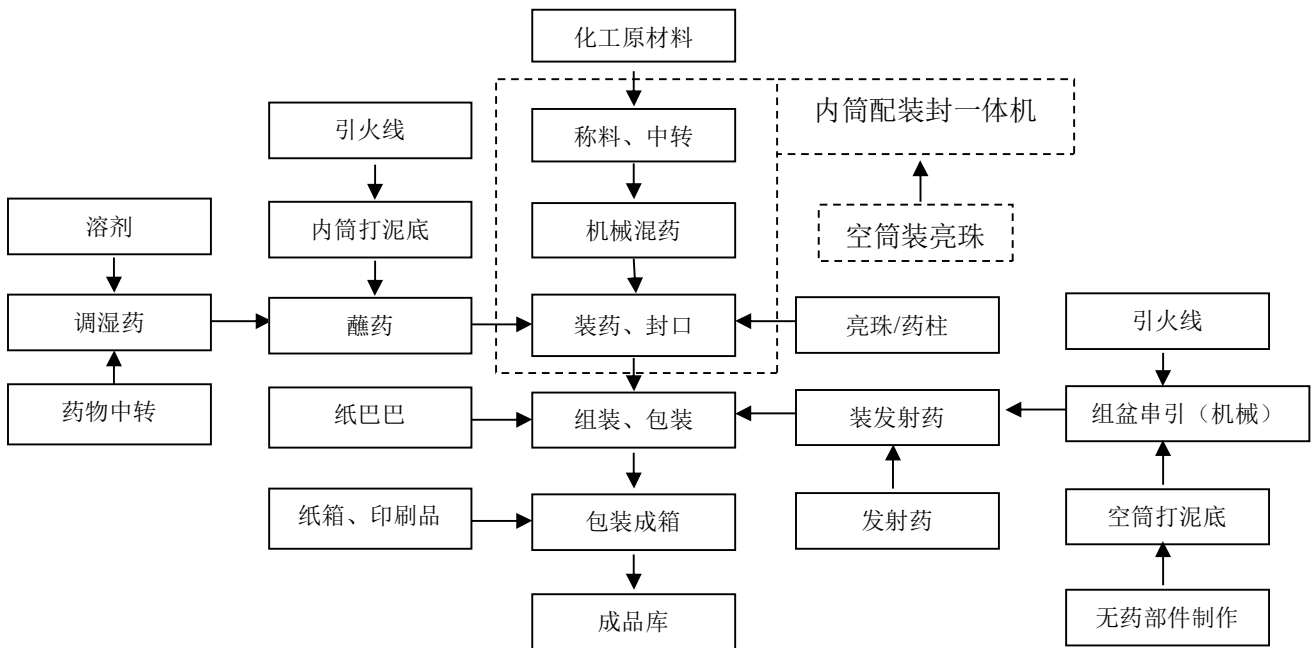 化工原材料
内筒配装封一体机
引火线
称料、中转
溶剂
内筒打泥底
机械混药
空筒装亮珠
调湿药
蘸药
装药、封口
亮珠/药柱
引火线
药物中转
纸巴巴
组装、包装
装发射药
组盆串引（机械）
纸箱、印刷品
包装成箱
发射药
空筒打泥底
成品库
无药部件制作